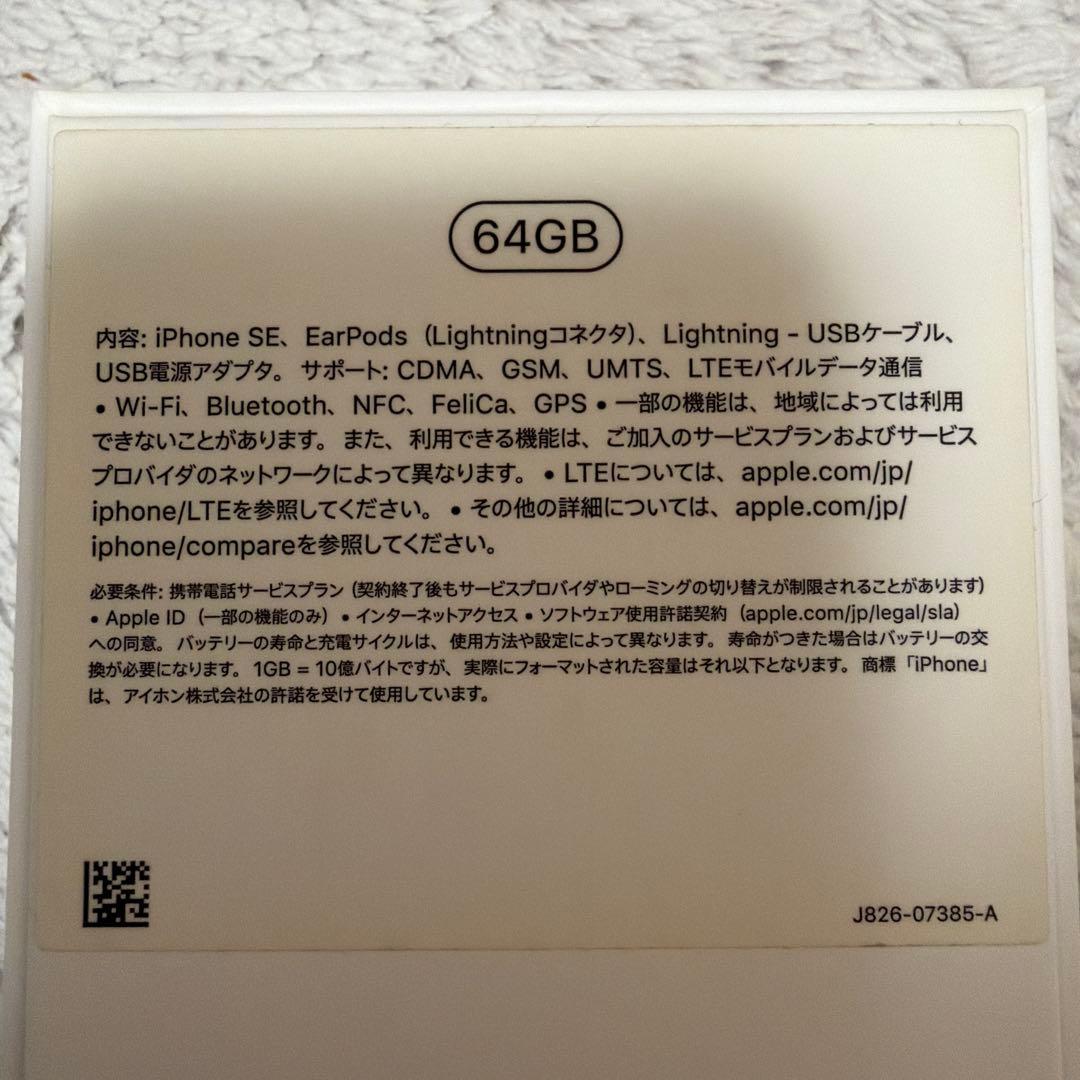 64GB
内容: iPhone SE、EarPods（Lightningコネクタ）、Lightning - USBケーブル、
USB電源アダプタ。サポート: CDMA、GSM、UMTS、LTEモバイルデータ通信
• Wi-Fi、Bluetooth、NFC、FeliCa、GPS • 一部の機能は、地域によっては利用
できないことがあります。また、利用できる機能は、ご加入のサービスプランおよびサービス
プロバイダのネットワークによって異なります。• LTEについては、apple.com/jp/
iphone/LTEを参照してください。• その他の詳細については、apple.com/jp/
iphone/compareを参照してください。
必要条件: 携帯電話サービスプラン（契約終了後もサービスプロバイダやローミングの切り替えが制限されることがあります）
• Apple ID（一部の機能のみ）• インターネットアクセス • ソフトウェア使用許諾契約（apple.com/jp/legal/sla）
への同意。バッテリーの寿命と充電サイクルは、使用方法や設定によって異なります。寿命がつきた場合はバッテリーの交
換が必要になります。1GB = 10億バイトですが、実際にフォーマットされた容量はそれ以下となります。商標「iPhone」
は、アイホン株式会社の許諾を受けて使用しています。
J826-07385-A